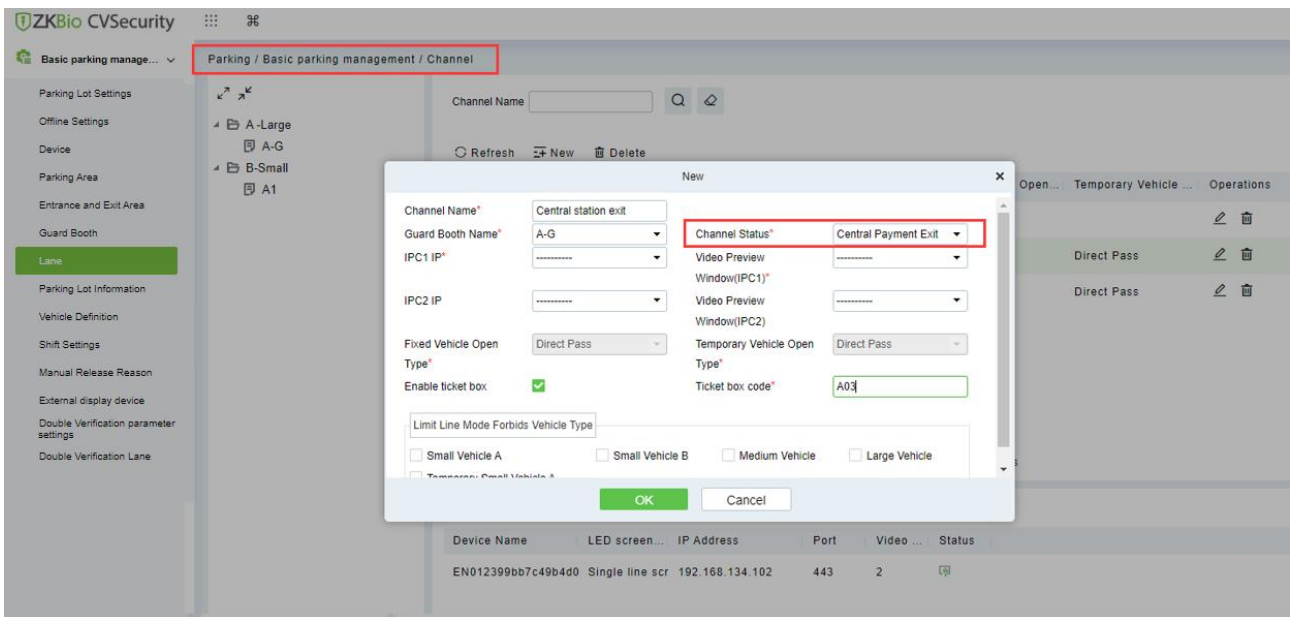 ZKBio CVSecurity
Basic parking manage...
Parking / Basic parking management / Channel
Parking Lot Settings
Offline Settings
Device
Parking Area
Entrance and Exit Area
Guard Booth
Lane
Parking Lot Information
Vehicle Definition
Shift Settings
Manual Release Reason
External display device
Double Verification parameter
settings
Double Verification Lane
A -Large
A-G
B-Small
A1
Channel Name
Refresh New Delete
Open... Temporary Vehicle ... Operations
Direct Pass
Direct Pass
New
Channel Name* Central station exit
Guard Booth Name* A-G Channel Status* Central Payment Exit
IPC1 IP* ---------- Video Preview ----------
Window(IPC1)*
IPC2 IP ---------- Video Preview ----------
Window(IPC2)
Fixed Vehicle Open Direct Pass Temporary Vehicle Open Direct Pass
Type* Type*
Enable ticket box Ticket box code* A03
Limit Line Mode Forbids Vehicle Type
Small Vehicle A Small Vehicle B Medium Vehicle Large Vehicle
Temporary Small Vehicle A
OK Cancel
Device Name LED screen... IP Address Port Video ... Status
EN012399bb7c49b4d0 Single line scr 192.168.134.102 443 2